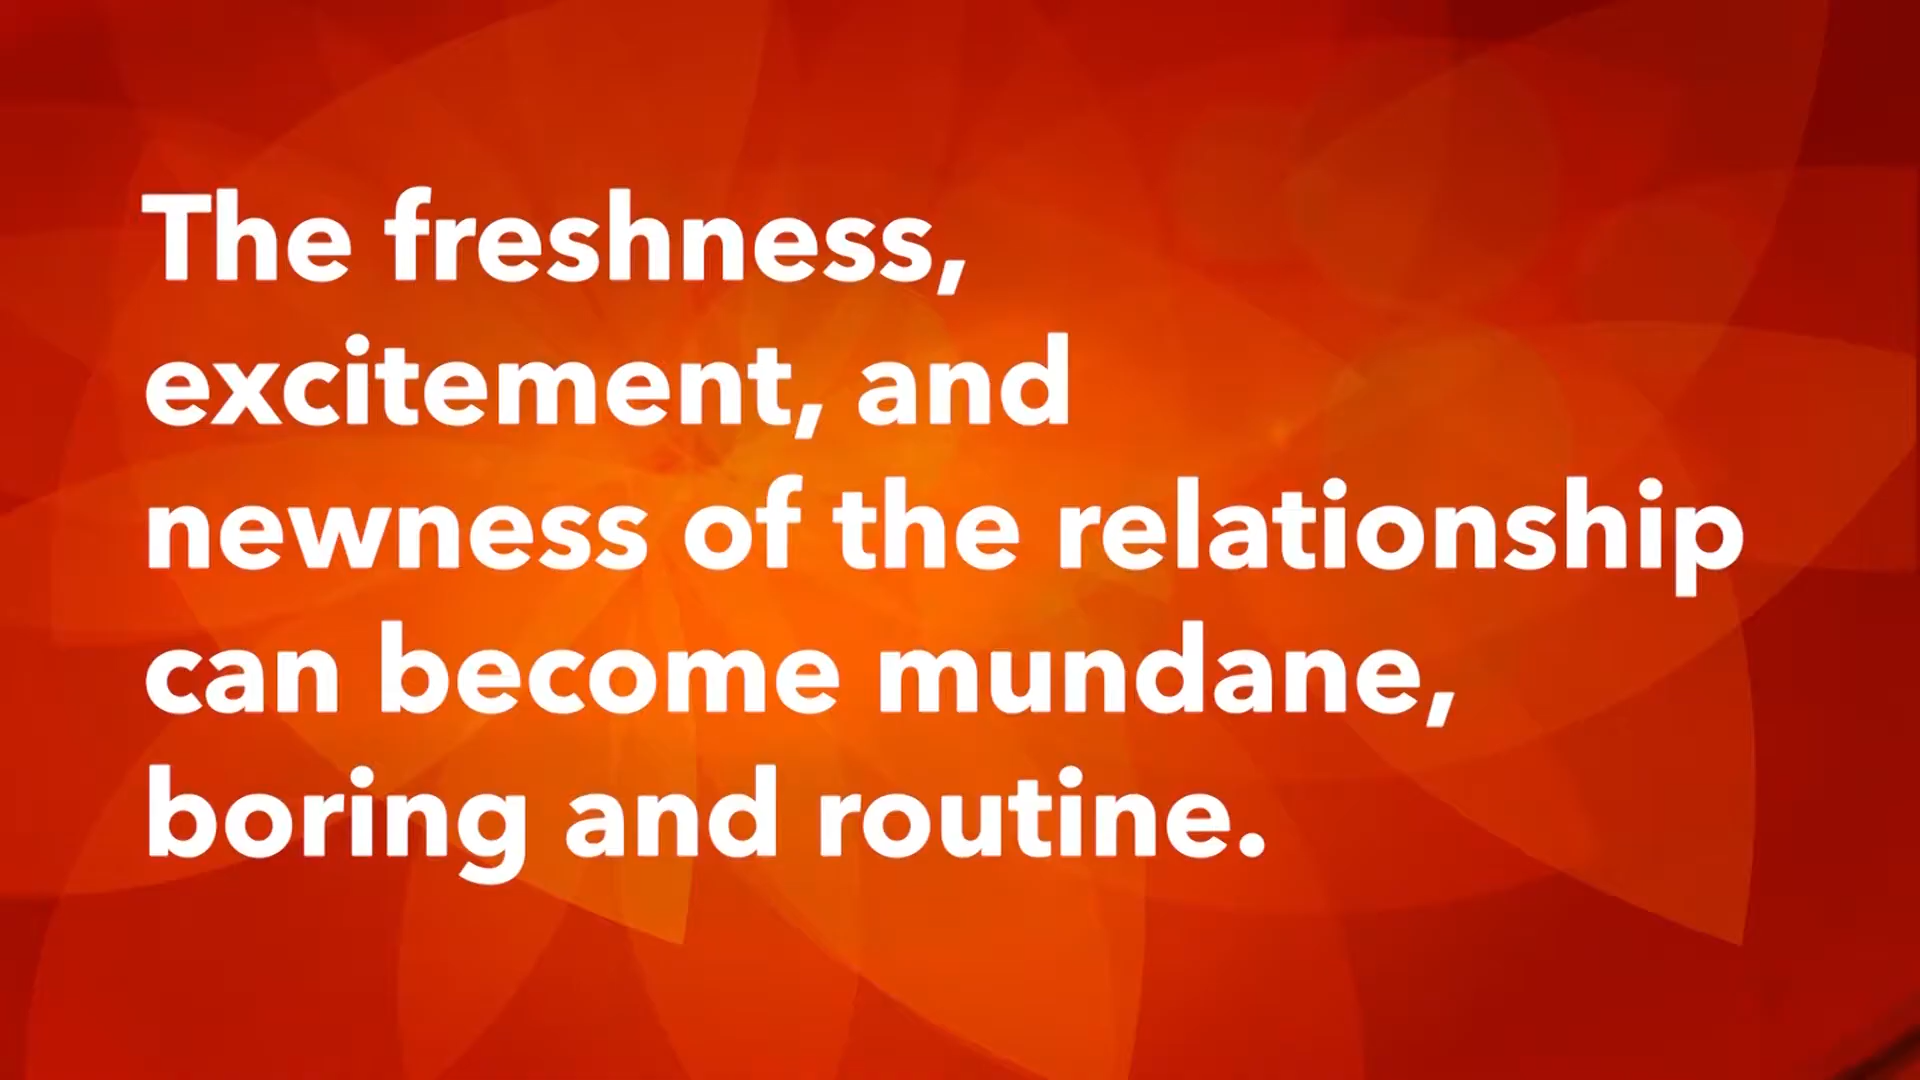 The freshness,
excitement, and
newness of the relationship
can become mundane,
boring and routine.